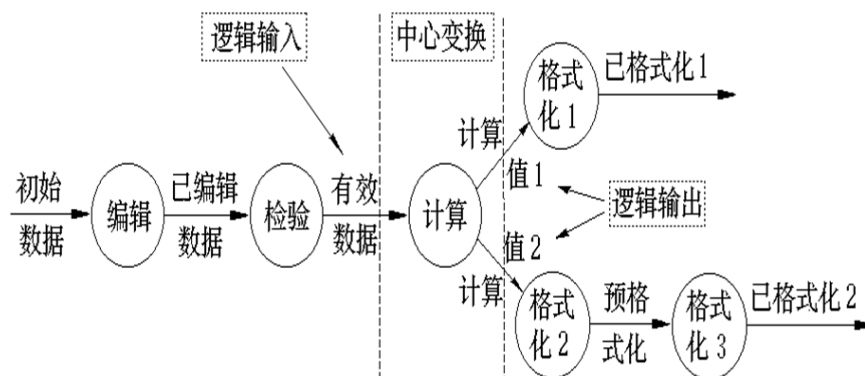 逻辑输入
中心变换
格式
化1
已格式化1
计算
值1
初始
数据
编辑
已编辑
数据
检验
有效
数据
计算
逻辑输出
值2
计算
格式
化2
预格
式化
格式
化3
已格式化2